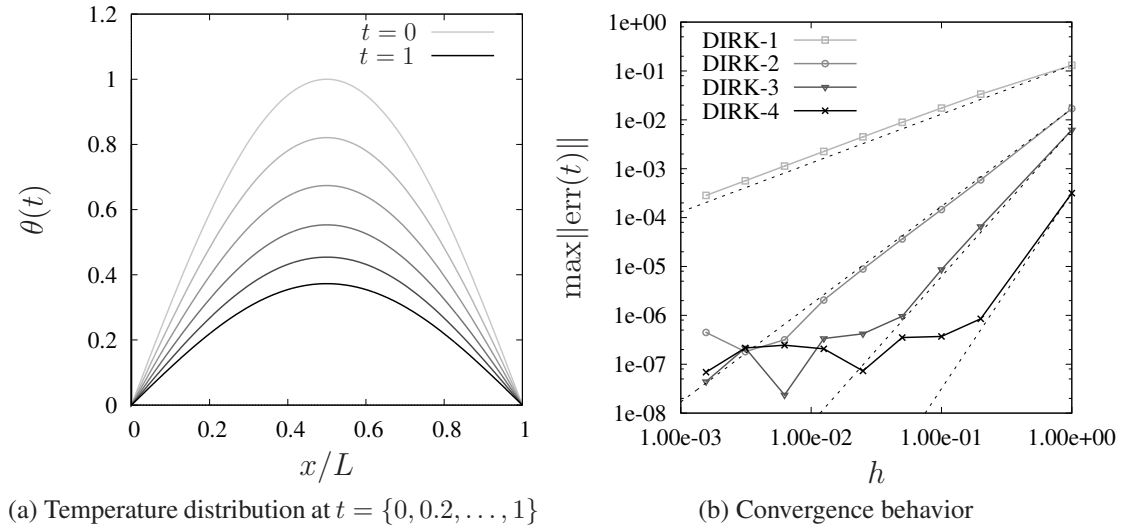 1.2
1
0.8
0.6
0.4
0.2
0
θ(t)
t = 0
t = 1
0
0.2
0.4
0.6
0.8
1
x/L
(a) Temperature distribution at t = {0, 0.2, . . . , 1}
1e+00
1e-01
1e-02
1e-03
1e-04
1e-05
1e-06
1e-07
1e-08
max‖err(t)‖
DIRK-1
DIRK-2
DIRK-3
DIRK-4
1.00e-03
1.00e-02
1.00e-01
1.00e+00
h
(b) Convergence behavior